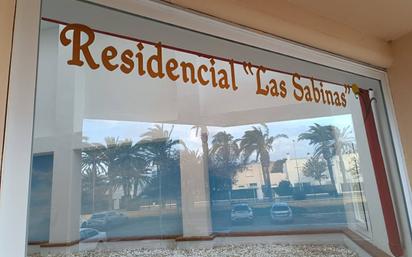 Residencial "Las Sabinas"